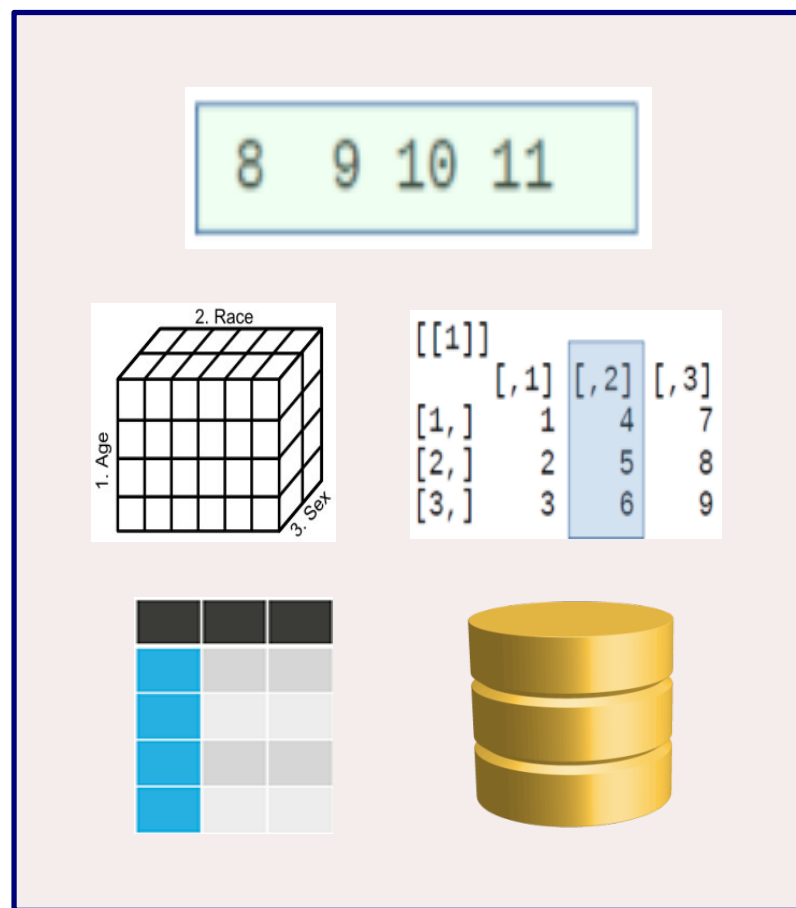 8 9 10 11
2. Race
1. Age
3. Sex
[[1]]
[,1] [,2] [,3]
[1,] 1 4 7
[2,] 2 5 8
[3,] 3 6 9